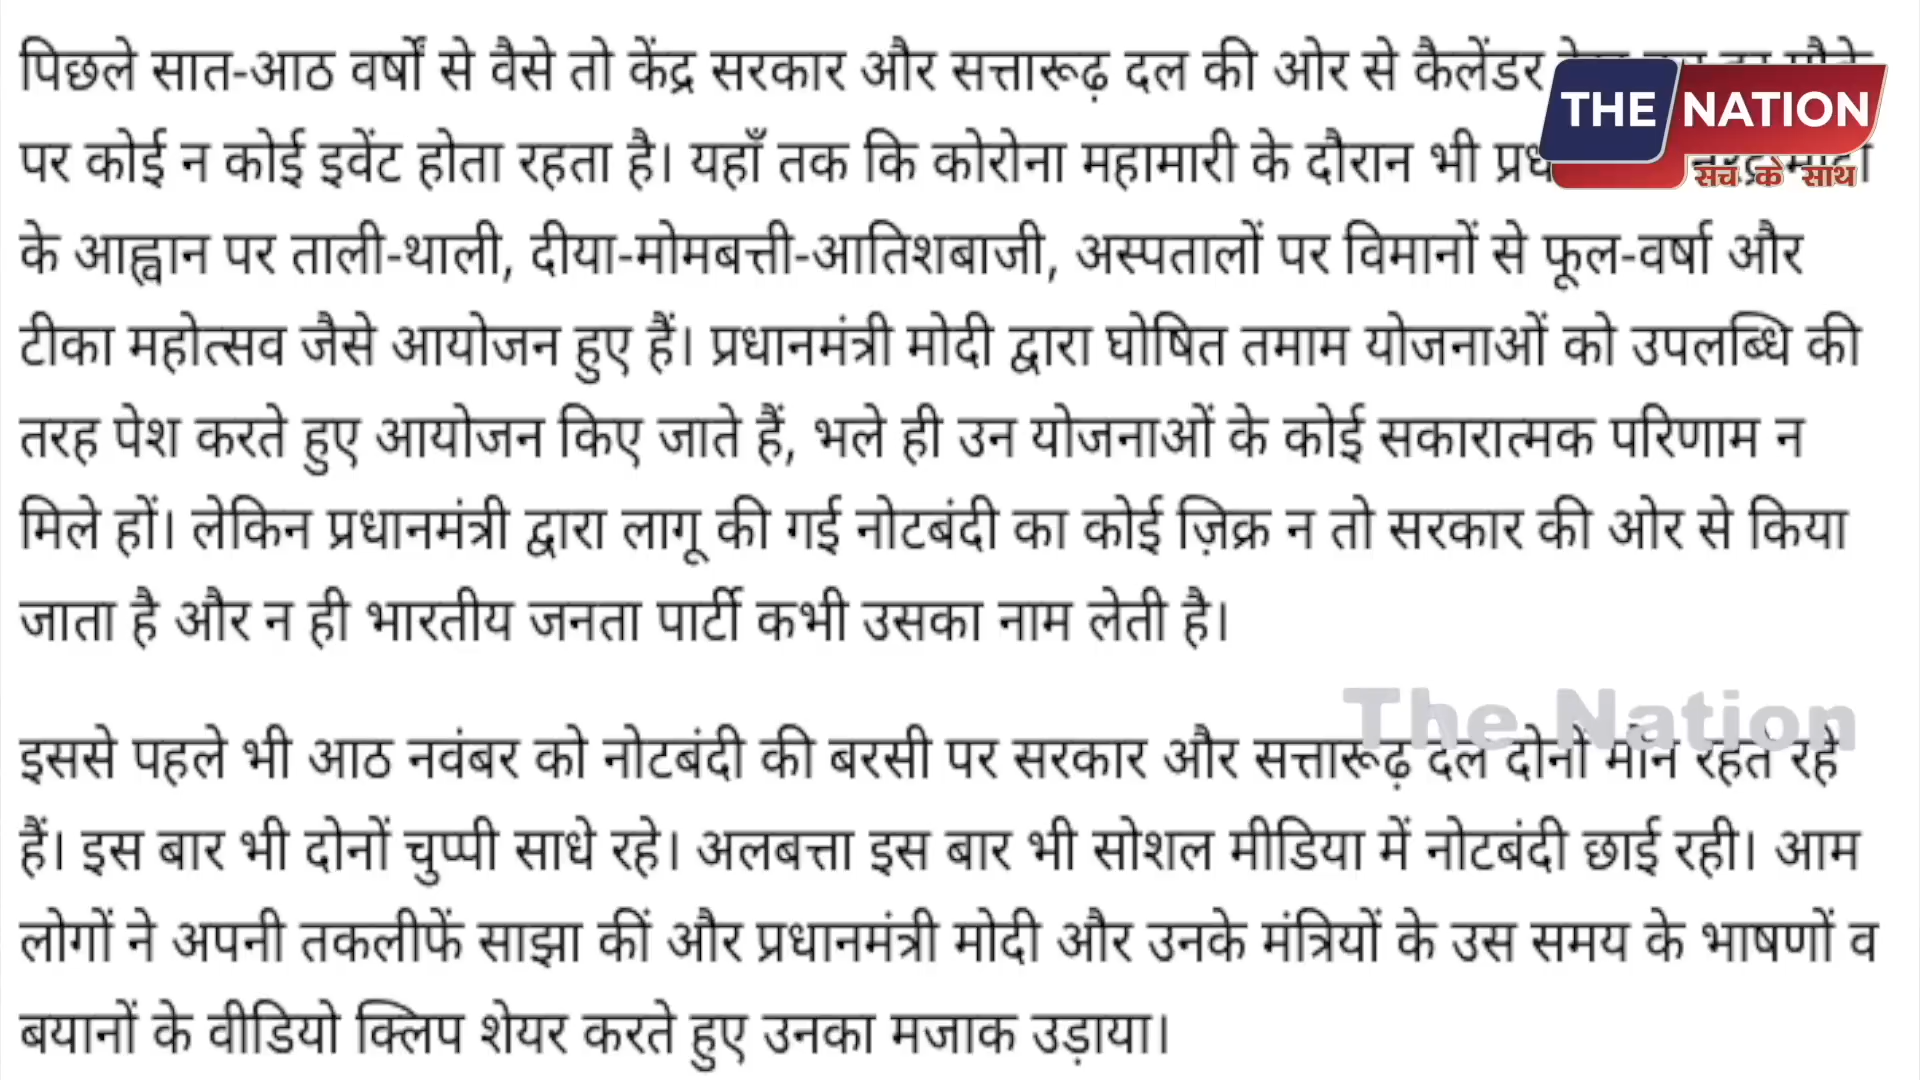 पिछले सात-आठ वर्षों से वैसे तो केंद्र सरकार और सत्तारूढ़ दल की ओर से कैलेंडर
THE NATION
पर कोई न कोई इवेंट होता रहता है। यहाँ तक कि कोरोना महामारी के दौरान भी
सच के साथ
के आह्वान पर ताली-थाली, दीया-मोमबत्ती-आतिशबाजी, अस्पतालों पर विमानों से फूल-वर्षा और
टीका महोत्सव जैसे आयोजन हुए हैं। प्रधानमंत्री मोदी द्वारा घोषित तमाम योजनाओं को उपलब्धि की
तरह पेश करते हुए आयोजन किए जाते हैं, भले ही उन योजनाओं के कोई सकारात्मक परिणाम न
मिले हों। लेकिन प्रधानमंत्री द्वारा लागू की गई नोटबंदी का कोई ज़िक्र न तो सरकार की ओर से किया
जाता है और न ही भारतीय जनता पार्टी कभी उसका नाम लेती है।
The Nation
इससे पहले भी आठ नवंबर को नोटबंदी की बरसी पर सरकार और सत्तारूढ़ दल दोनों मौन रहते रहे
हैं। इस बार भी दोनों चुप्पी साधे रहे। अलबत्ता इस बार भी सोशल मीडिया में नोटबंदी छाई रही। आम
लोगों ने अपनी तकलीफें साझा कीं और प्रधानमंत्री मोदी और उनके मंत्रियों के उस समय के भाषणों व
बयानों के वीडियो क्लिप शेयर करते हुए उनका मजाक उड़ाया।